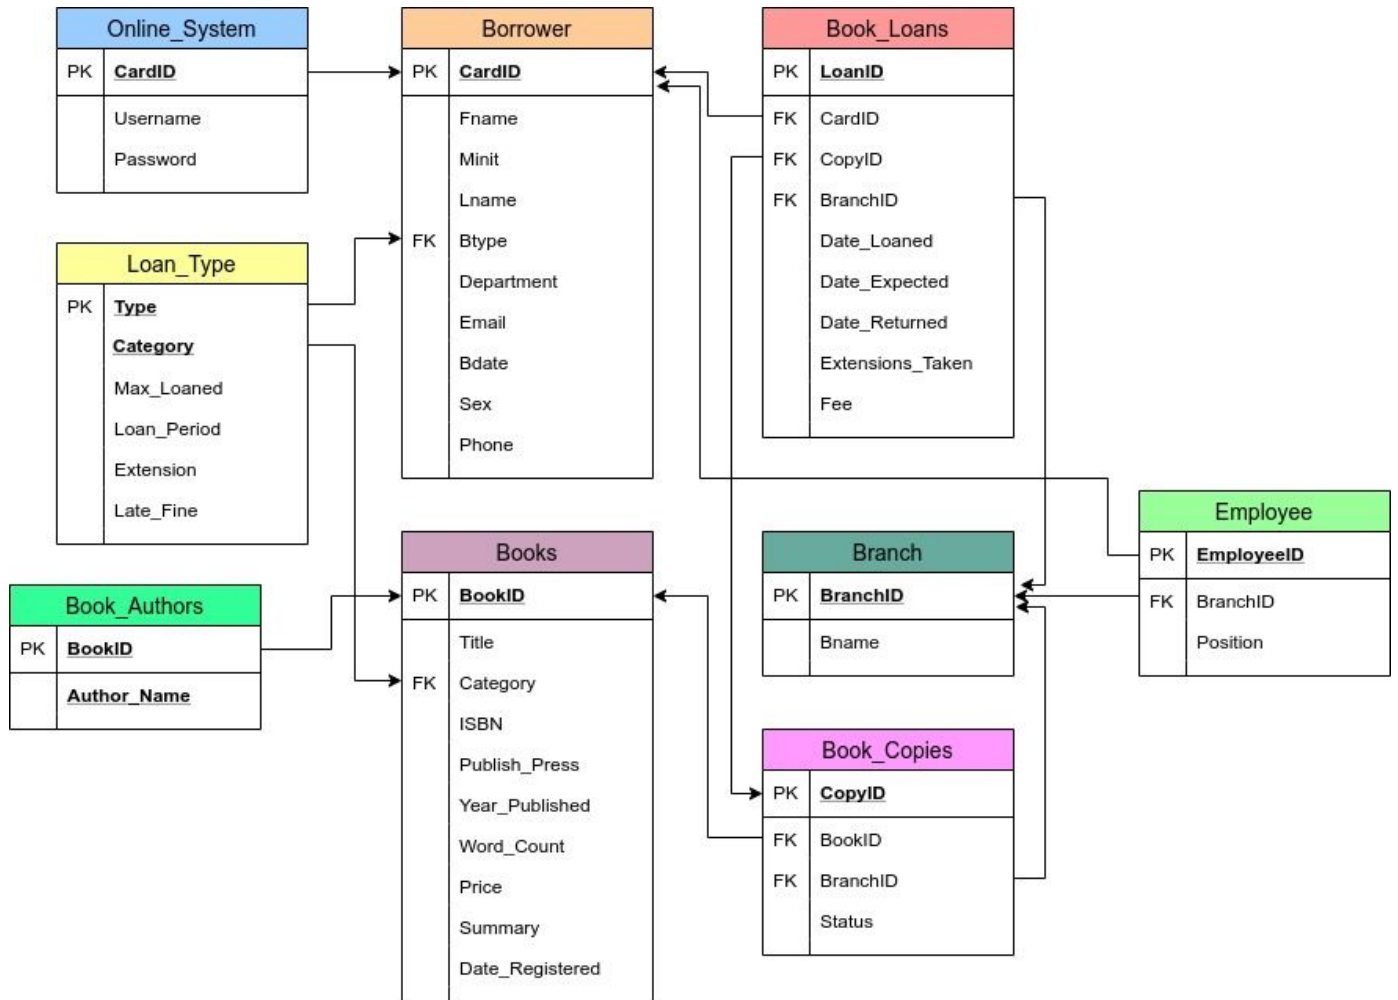 Online_System
PK CardID
Username
Password
Loan_Type
PK Type
Category
Max_Loaned
Loan_Period
Extension
Late_Fine
Book_Authors
PK BookID
Author_Name
Borrower
PK CardID
Fname
Minit
Lname
FK Btype
Department
Email
Bdate
Sex
Phone
Books
PK BookID
Title
FK Category
ISBN
Publish_Press
Year_Published
Word_Count
Price
Summary
Date_Registered
Book_Loans
PK LoanID
FK CardID
FK CopyID
FK BranchID
Date_Loaned
Date_Expected
Date_Returned
Extensions_Taken
Fee
Branch
PK BranchID
Bname
Book_Copies
PK CopyID
FK BookID
FK BranchID
Status
Employee
PK EmployeeID
FK BranchID
Position